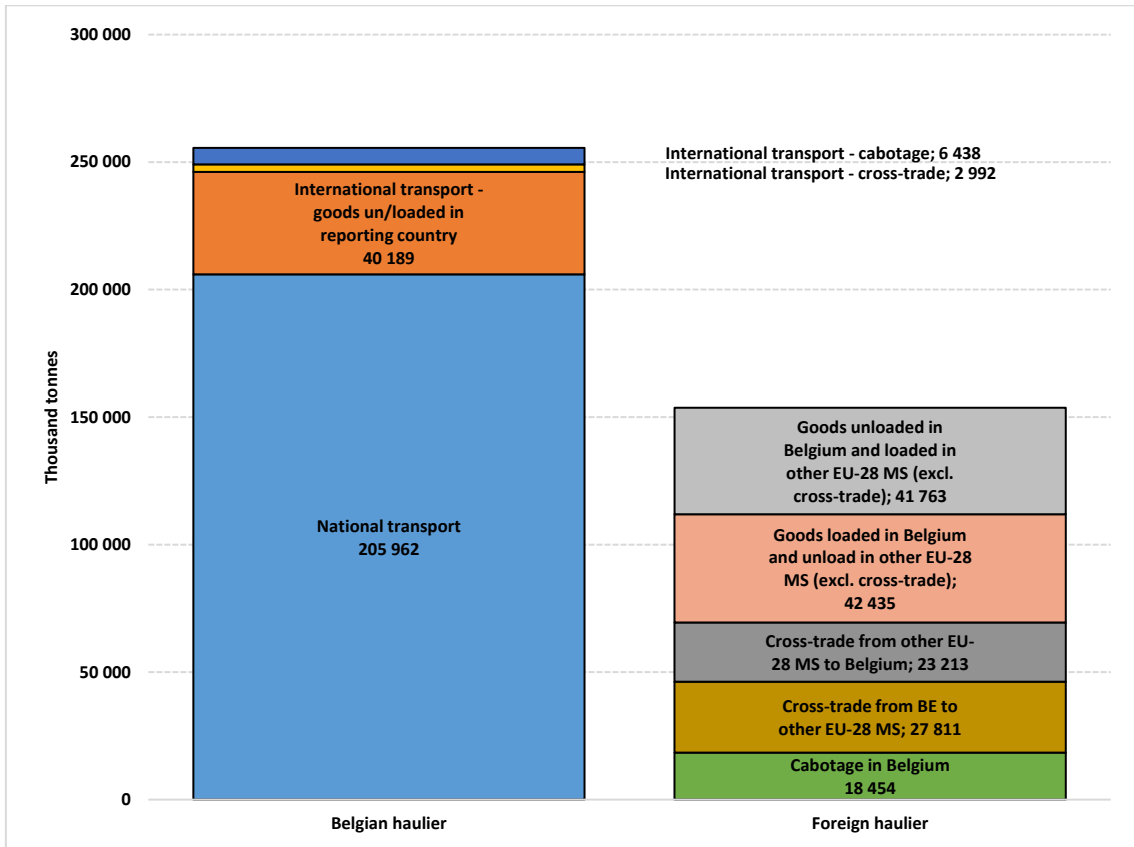 300 000
250 000
200 000
150 000
100 000
50 000
0
Thousand tonnes
International transport - cabotage; 6 438
International transport - cross-trade; 2 992
International transport -
goods un/loaded in
reporting country
40 189
National transport
205 962
Goods unloaded in
Belgium and loaded in
other EU-28 MS (excl.
cross-trade); 41 763
Goods loaded in Belgium
and unload in other EU-28
MS (excl. cross-trade);
42 435
Cross-trade from other EU-
28 MS to Belgium; 23 213
Cross-trade from BE to
other EU-28 MS; 27 811
Cabotage in Belgium
18 454
Belgian haulier
Foreign haulier